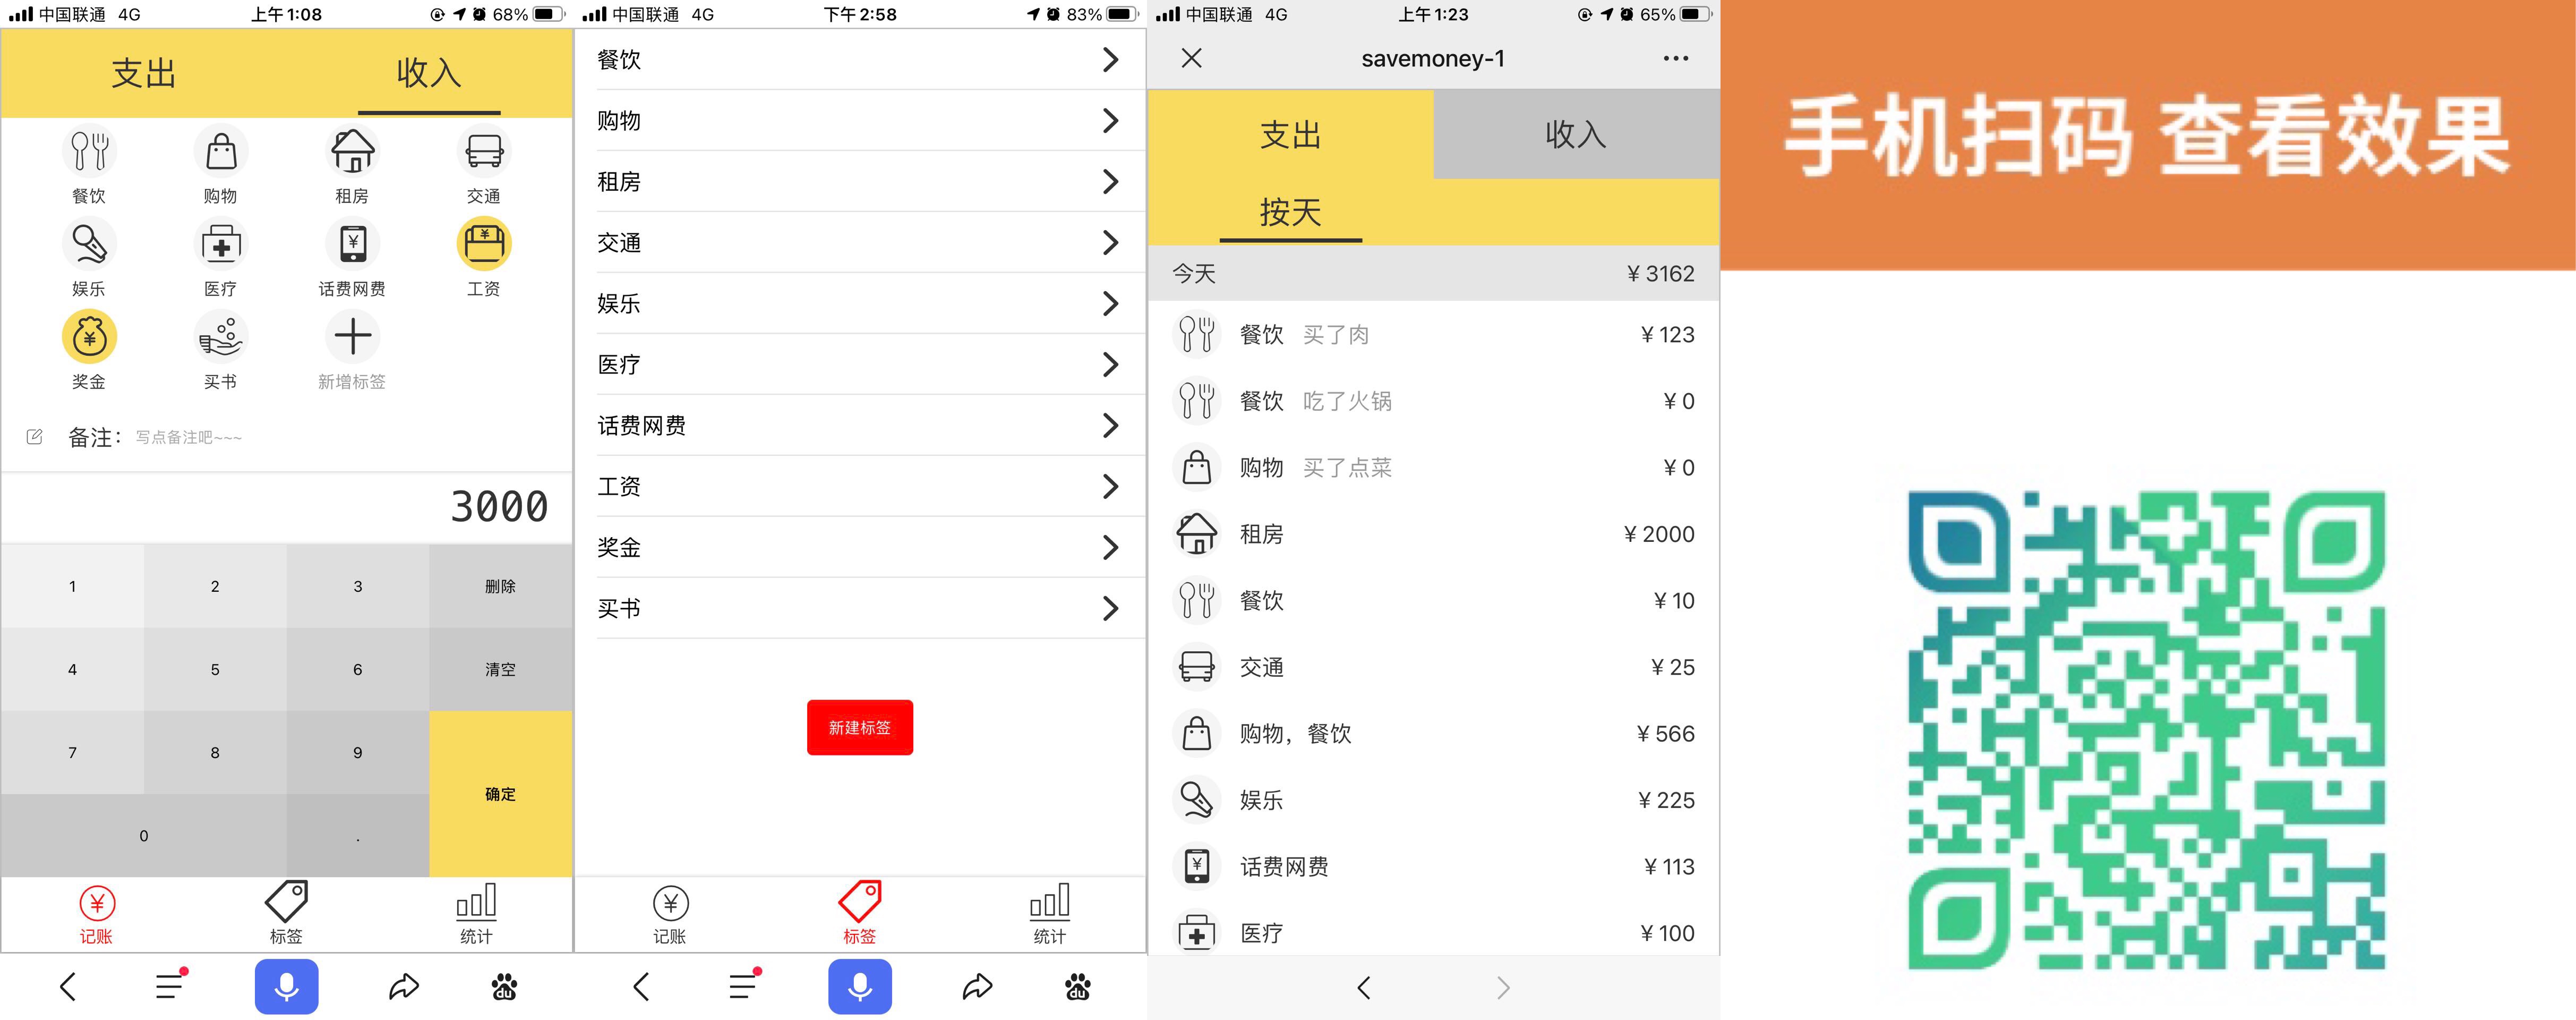 中国联通 4G 上午1:08 68%
支出 收入
餐饮 购物 租房 交通
娱乐 医疗 话费网费 工资
奖金 买书 新增标签
备注: 写点备注吧~~~
3000
1 2 3 删除
4 5 6 清空
7 8 9
确定
0 .
记账 标签 统计
du
中国联通 4G 下午2:58 83%
餐饮
购物
租房
交通
娱乐
医疗
话费网费
工资
奖金
买书
新建标签
记账 标签 统计
du
中国联通 4G 上午1:23 65%
savemoney-1
支出 收入
按天
今天 ¥ 3162
餐饮 买了肉 ¥ 123
餐饮 吃了火锅 ¥ 0
购物 买了点菜 ¥ 0
租房 ¥ 2000
餐饮 ¥ 10
交通 ¥ 25
购物，餐饮 ¥ 566
娱乐 ¥ 225
话费网费 ¥ 113
医疗 ¥ 100
手机扫码 查看效果